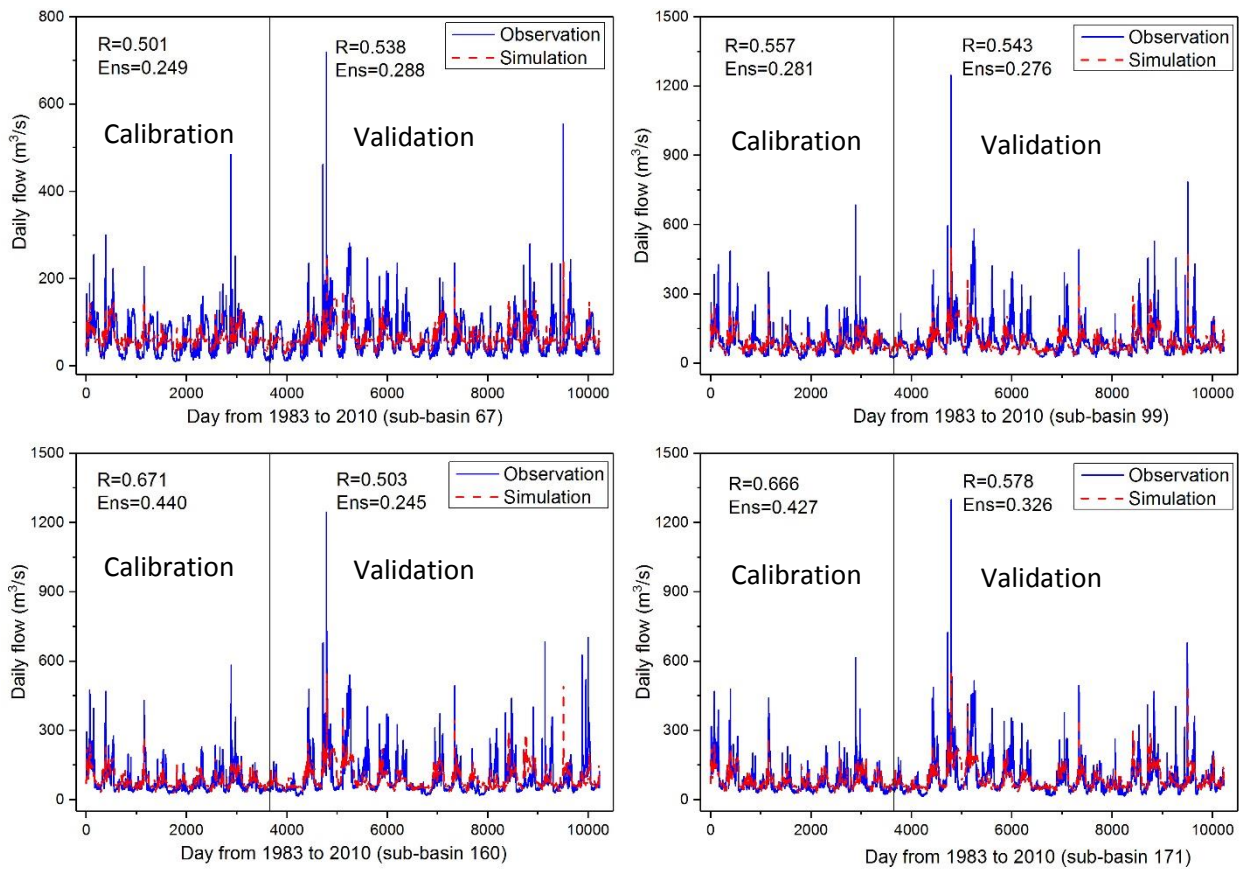 800
600
400
200
0
Daily flow (m³/s)
R=0.501
Ens=0.249
R=0.538
Ens=0.288
Observation
Simulation
Calibration
Validation
0 2000 4000 6000 8000 10000
Day from 1983 to 2010 (sub-basin 67)
1500
1200
900
600
300
0
Daily flow (m³/s)
R=0.557
Ens=0.281
R=0.543
Ens=0.276
Observation
Simulation
Calibration
Validation
0 2000 4000 6000 8000 10000
Day from 1983 to 2010 (sub-basin 99)
1500
1200
900
600
300
0
Daily flow (m³/s)
R=0.671
Ens=0.440
R=0.503
Ens=0.245
Observation
Simulation
Calibration
Validation
0 2000 4000 6000 8000 10000
Day from 1983 to 2010 (sub-basin 160)
1500
1200
900
600
300
0
Daily flow (m³/s)
R=0.666
Ens=0.427
R=0.578
Ens=0.326
Observation
Simulation
Calibration
Validation
0 2000 4000 6000 8000 10000
Day from 1983 to 2010 (sub-basin 171)